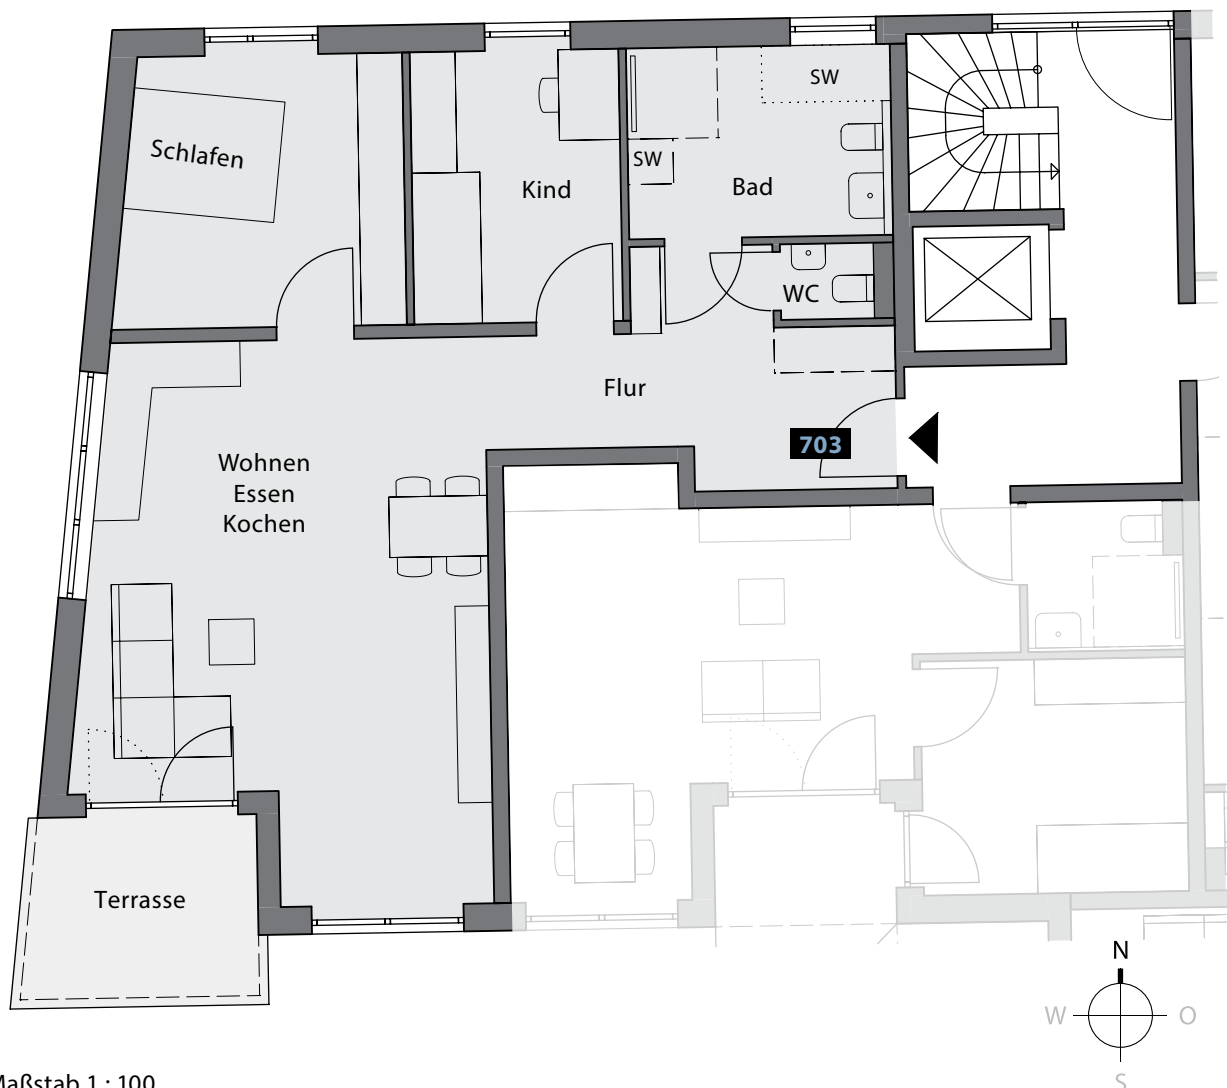 SW
Schlafen
SW
Kind
Bad
WC
Flur
703
Wohnen
Essen
Kochen
Terrasse
N
W
O
S
Maßstab 1 : 100